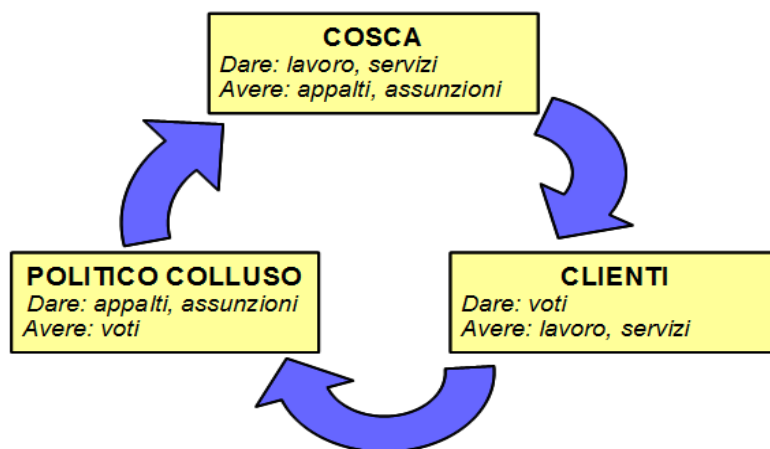 COSCA
Dare: lavoro, servizi
Avere: appalti, assunzioni
POLITICO COLLUSO
Dare: appalti, assunzioni
Avere: voti
CLIENTI
Dare: voti
Avere: lavoro, servizi